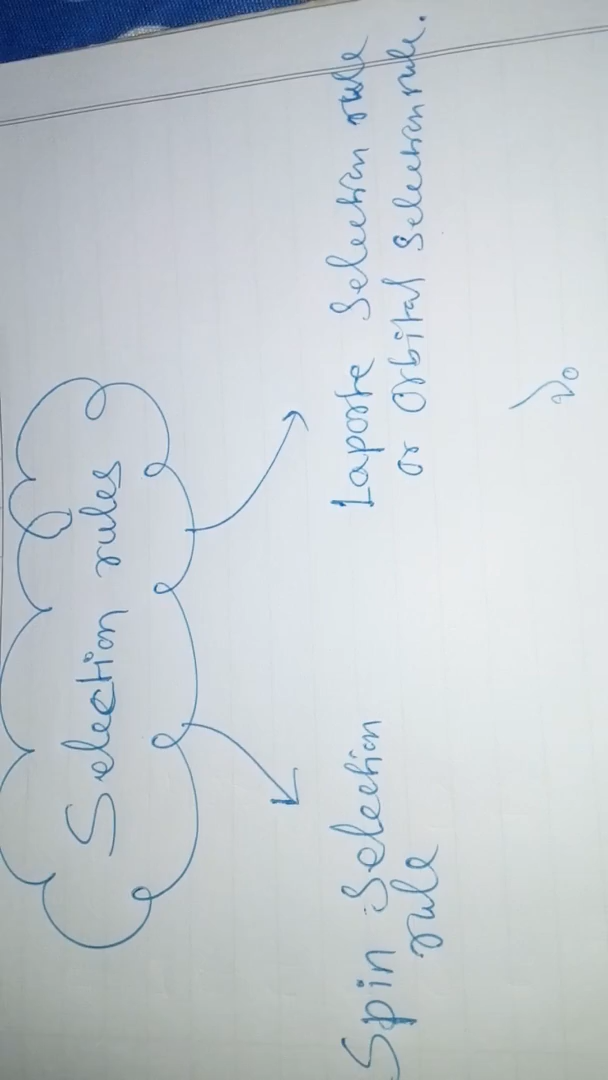 Selection rules
Spin Selection
rule
Laporte Selection rule
or Orbital Selection rule.